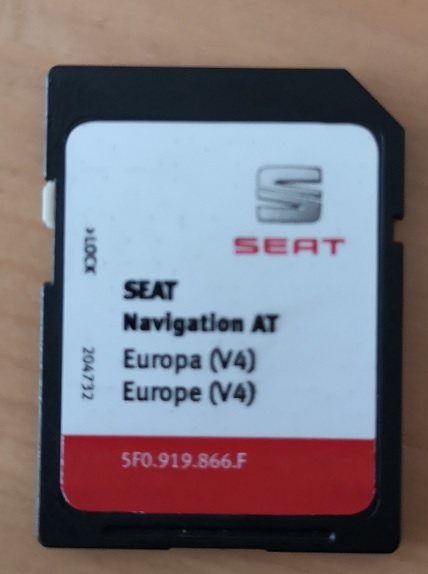 SEAT
>LOCK
SEAT
Navigation AT
Europa (V4)
Europe (V4)
204732
5F0.919.866.F